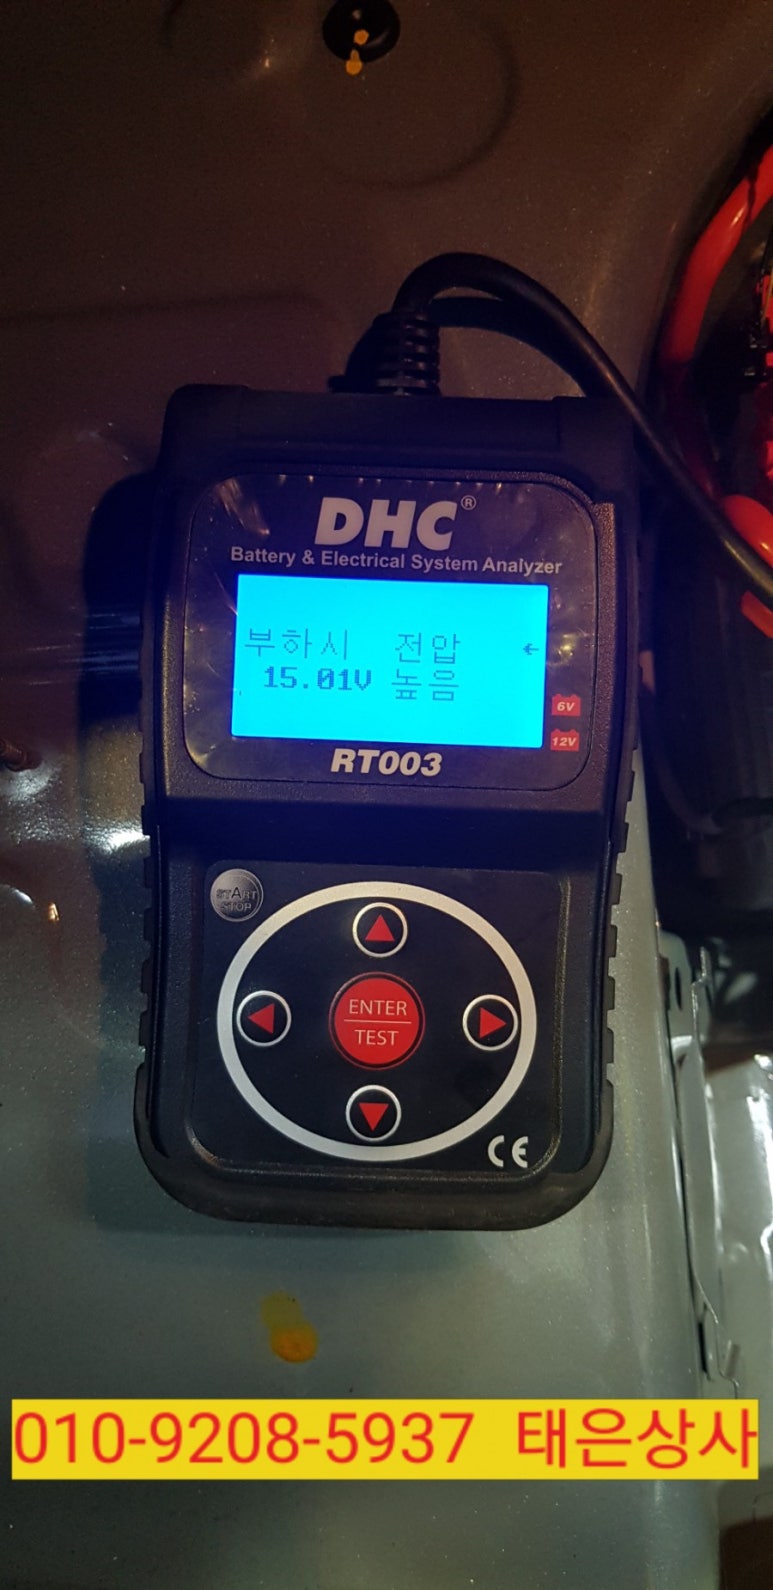 DHC®
Battery & Electrical System Analyzer
부하시 전압 ←
15.01V 높음
6V
12V
RT003
START
STOP
ENTER
TEST
CE
010-9208-5937 태은상사